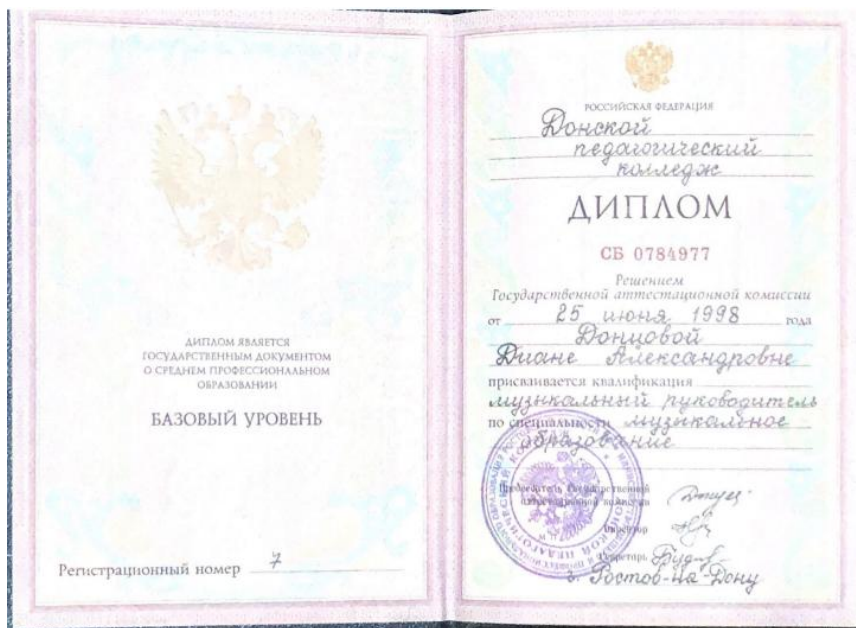 ДИПЛОМ ЯВЛЯЕТСЯ
ГОСУДАРСТВЕННЫМ ДОКУМЕНТОМ
О СРЕДНЕМ ПРОФЕССИОНАЛЬНОМ
ОБРАЗОВАНИИ
БАЗОВЫЙ УРОВЕНЬ
Регистрационный номер 7
РОССИЙСКАЯ ФЕДЕРАЦИЯ
Донской
педагогический
колледж
ДИПЛОМ
СБ 0784977
Решением
Государственной аттестационной комиссии
от 25 июня 1998 года
Донцовой
Диане Александровне
присваивается квалификация
музыкальный руководитель
по специальности музыкальное
образование
Председатель Государственной
аттестационной комиссии
Директор
Секретарь
г. Ростов-на-Дону